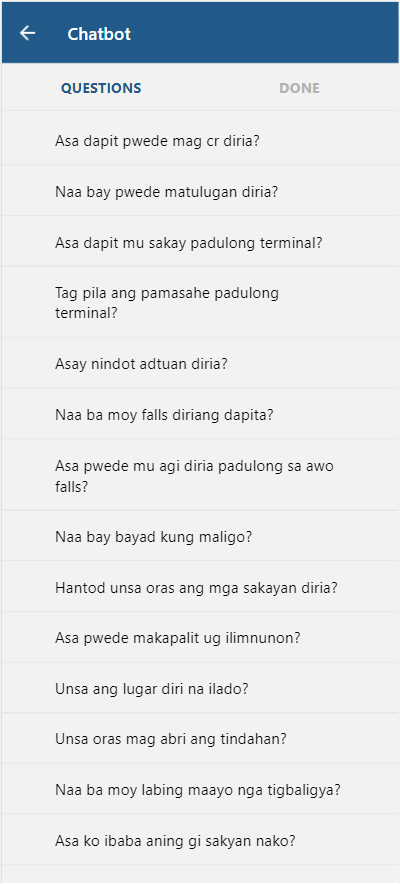 Chatbot
QUESTIONS DONE
Asa dapit pwede mag cr diria?
Naa bay pwede matulugan diria?
Asa dapit mu sakay padulong terminal?
Tag pila ang pamasahe padulong
terminal?
Asay nindot adtuan diria?
Naa ba moy falls diriang dapita?
Asa pwede mu agi diria padulong sa awo
falls?
Naa bay bayad kung maligo?
Hantod unsa oras ang mga sakayan diria?
Asa pwede makapalit ug ilimnunon?
Unsa ang lugar diri na ilado?
Unsa oras mag abri ang tindahan?
Naa ba moy labing maayo nga tigbaligya?
Asa ko ibaba aning gi sakyan nako?